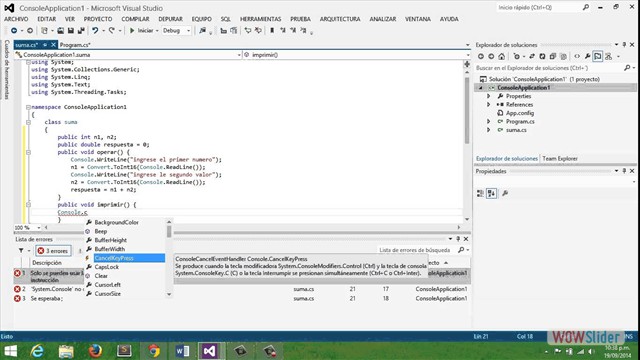 ConsoleApplication1 - Microsoft Visual Studio
Inicio rápido (Ctrl+Q)
ARCHIVO EDITAR VER PROYECTO COMPILAR DEPURAR EQUIPO SQL HERRAMIENTAS PRUEBA ARQUITECTURA ANALIZAR VENTANA AYUDA
Iniciar Debug
Cuadro de herramientas
suma.cs* Program.cs*
ConsoleApplication1.suma
imprimir()
using System;
using System.Collections.Generic;
using System.Linq;
using System.Text;
using System.Threading.Tasks;
namespace ConsoleApplication1
{
class suma
{
public int n1, n2;
public double respuesta = 0;
public void operar() {
Console.WriteLine("ingrese el primer numero");
n1 = Convert.ToInt16(Console.ReadLine());
Console.WriteLine("ingrese le segundo valor");
n2 = Convert.ToInt16(Console.ReadLine());
respuesta = n1 + n2;
}
public void imprimir() {
Console.c
}
BackgroundColor
Beep
BufferHeight
BufferWidth
CancelKeyPress
CapsLock
Clear
CursorLeft
CursorSize
ConsoleCancelEventHandler Console.CancelKeyPress
Se produce cuando la tecla modificadora System.ConsoleModifiers.Control (Ctrl) y la tecla de consola
System.ConsoleKey.C (C) o la tecla Interrumpir se presionan simultáneamente (Ctrl+C o Ctrl+Inter).
Explorador de soluciones
Buscar en el Explorador de soluciones
Solución 'ConsoleApplication1' (1 proyecto)
ConsoleApplication1
Properties
References
App.config
Program.cs
suma.cs
Explorador de soluciones
Propiedades
Lista de errores
3 errores
Lista de errores de búsqueda
Descripción
1 Solo se pueden usar
instrucción
ConsoleApplication1
2 'System.Console' no
suma.cs 21 17 ConsoleApplication1
3 Se esperaba ;
suma.cs 21 18 ConsoleApplication1
Listo
Lín 21
Col 18
INS
10:38 p.m.
19/09/2014
WOWSlider